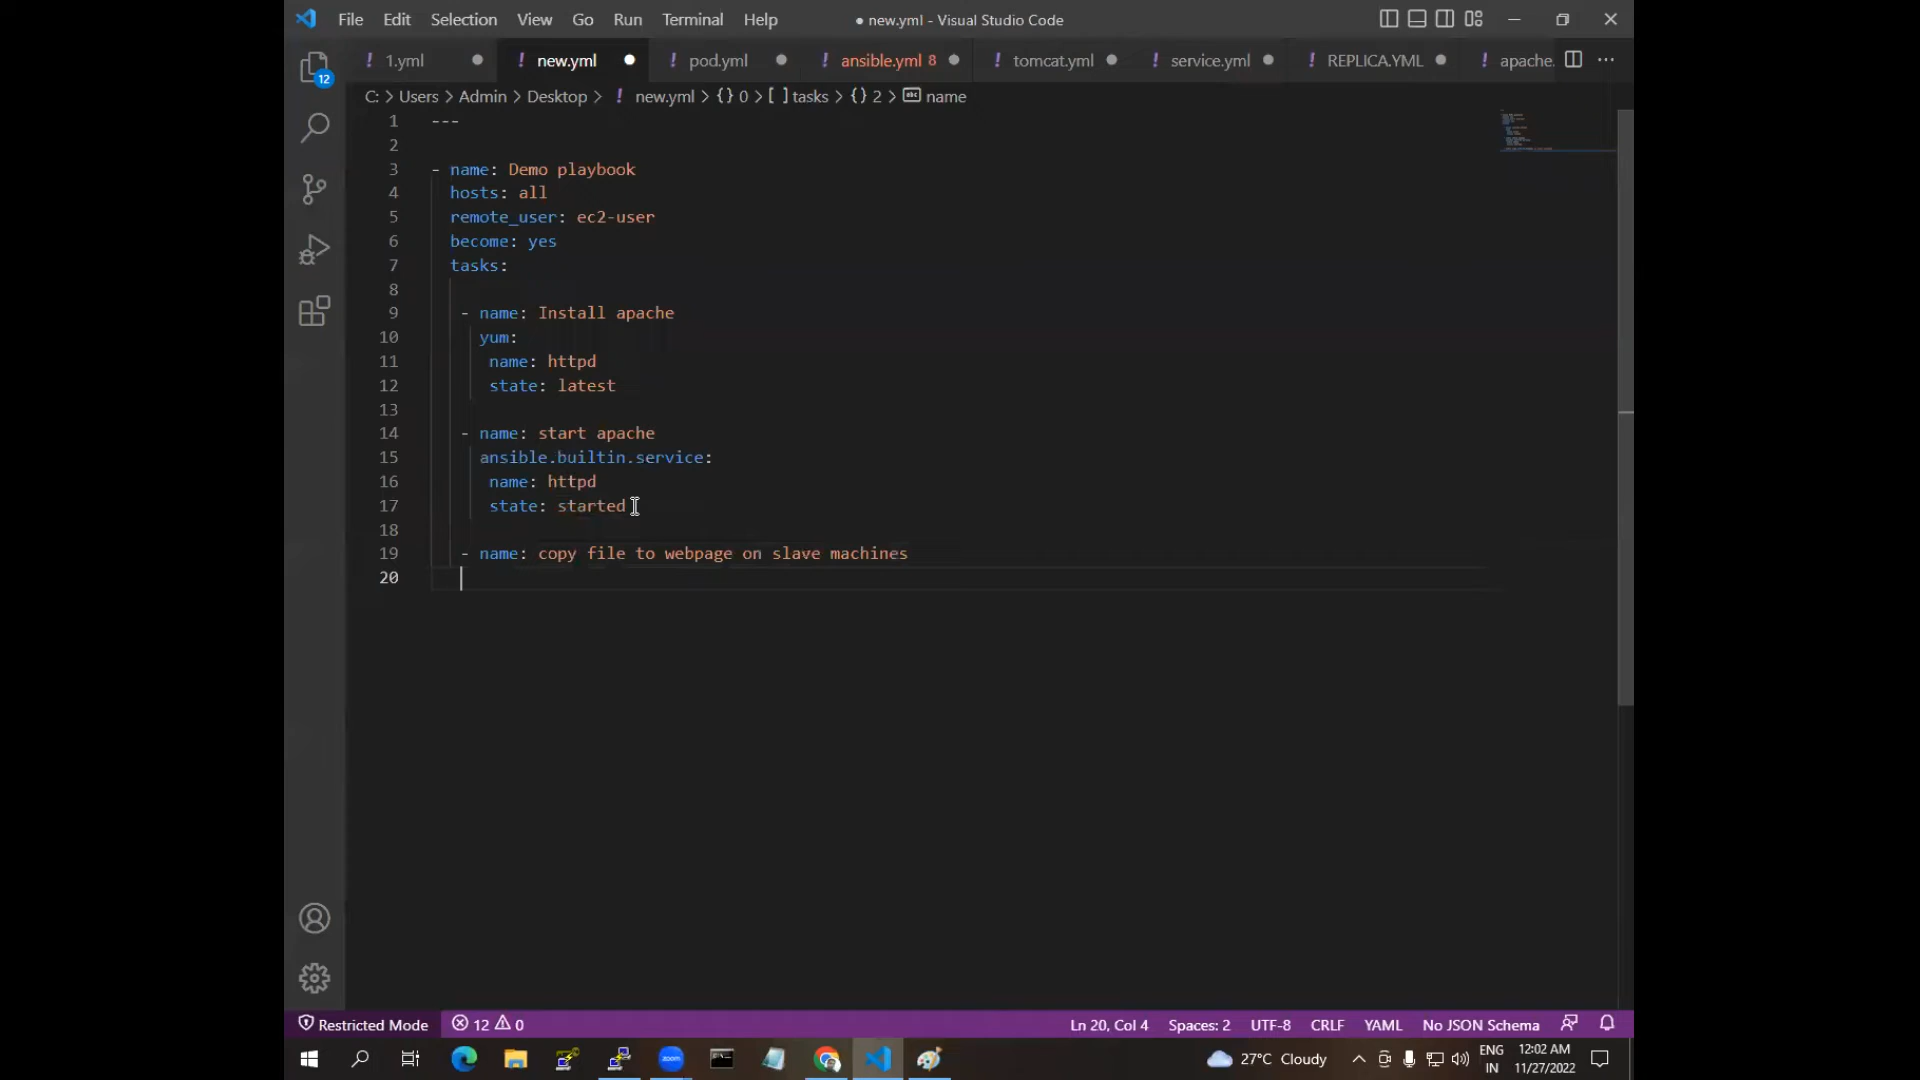 File Edit Selection View Go Run Terminal Help ● new.yml - Visual Studio Code
! 1.yml ● ! new.yml ● ! pod.yml ● ! ansible.yml 8 ● ! tomcat.yml ● ! service.yml ● ! REPLICA.YML ● ! apache.
C: > Users > Admin > Desktop > ! new.yml > {} 0 > [ ] tasks > {} 2 > abc name
12
1 ---
2
3 - name: Demo playbook
4 hosts: all
5 remote_user: ec2-user
6 become: yes
7 tasks:
8
9 - name: Install apache
10 yum:
11 name: httpd
12 state: latest
13
14 - name: start apache
15 ansible.builtin.service:
16 name: httpd
17 state: started
18
19 - name: copy file to webpage on slave machines
20
Restricted Mode 12 0 Ln 20, Col 4 Spaces: 2 UTF-8 CRLF YAML No JSON Schema
zoom 27°C Cloudy ENG IN 12:02 AM 11/27/2022